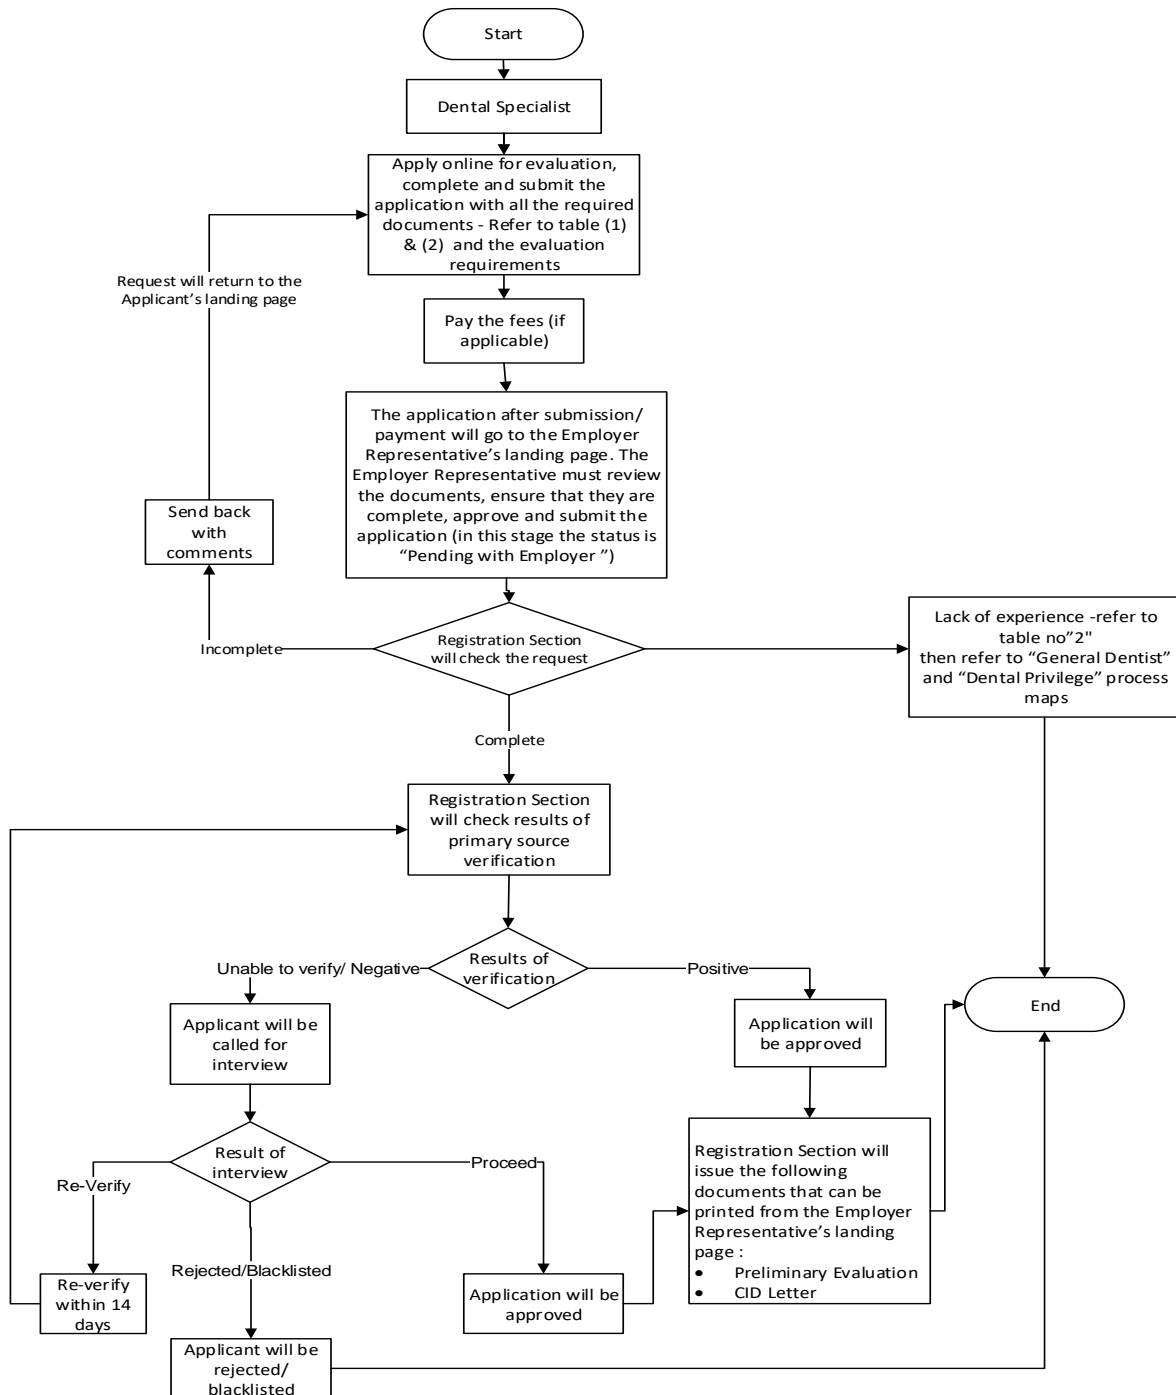 Start
Dental Specialist
Apply online for evaluation,
complete and submit the
application with all the required
documents - Refer to table (1)
& (2) and the evaluation
requirements
Request will return to the
Applicant’s landing page
Pay the fees (if
applicable)
The application after submission/
payment will go to the Employer
Representative’s landing page. The
Employer Representative must review
the documents, ensure that they are
complete, approve and submit the
application (in this stage the status is
“Pending with Employer ”)
Send back
with
comments
Incomplete
Registration Section
will check the request
Lack of experience -refer to
table no”2"
then refer to “General Dentist”
and “Dental Privilege” process
maps
Complete
Registration Section
will check results of
primary source
verification
Unable to verify/ Negative
Results of
verification
Positive
Applicant will be
called for
interview
Application will
be approved
End
Result of
interview
Re-Verify
Proceed
Rejected/Blacklisted
Registration Section will
issue the following
documents that can be
printed from the Employer
Representative’s landing
page :
• Preliminary Evaluation
• CID Letter
Re-verify
within 14
days
Application will be
approved
Applicant will be
rejected/
blacklisted